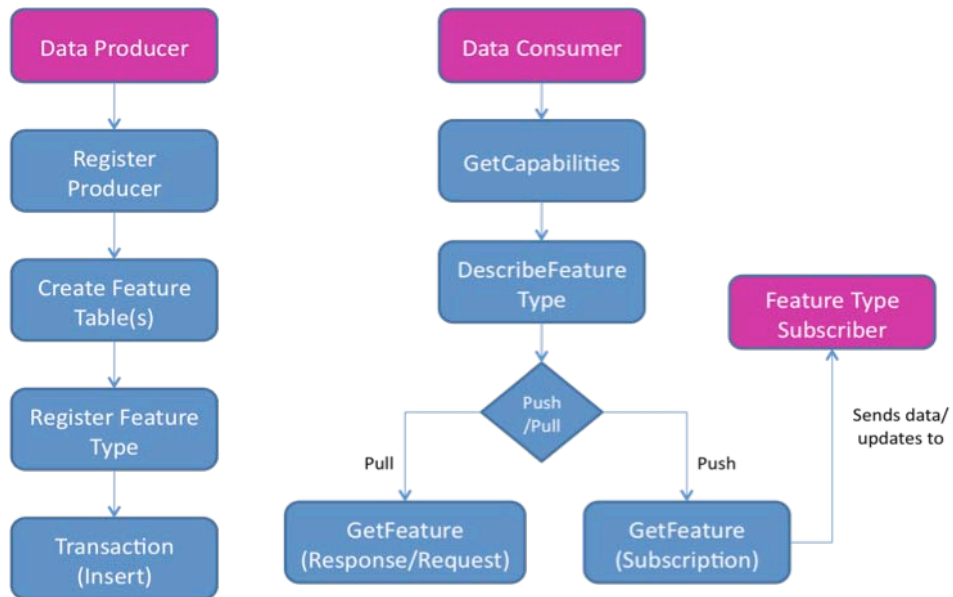 Data Producer
Register
Producer
Create Feature
Table(s)
Register Feature
Type
Transaction
(Insert)
Data Consumer
GetCapabilities
DescribeFeature
Type
Push
/Pull
Pull
Push
GetFeature
(Response/Request)
GetFeature
(Subscription)
Sends data/
updates to
Feature Type
Subscriber